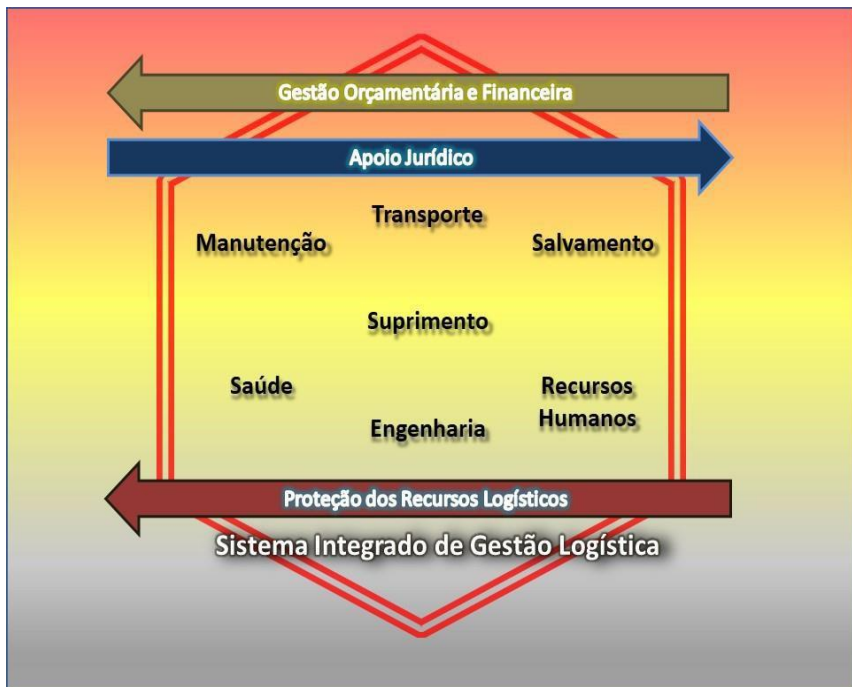 Gestão Orçamentária e Financeira
Apoio Jurídico
Transporte
Manutenção
Salvamento
Suprimento
Saúde
Recursos
Humanos
Engenharia
Proteção dos Recursos Logísticos
Sistema Integrado de Gestão Logística